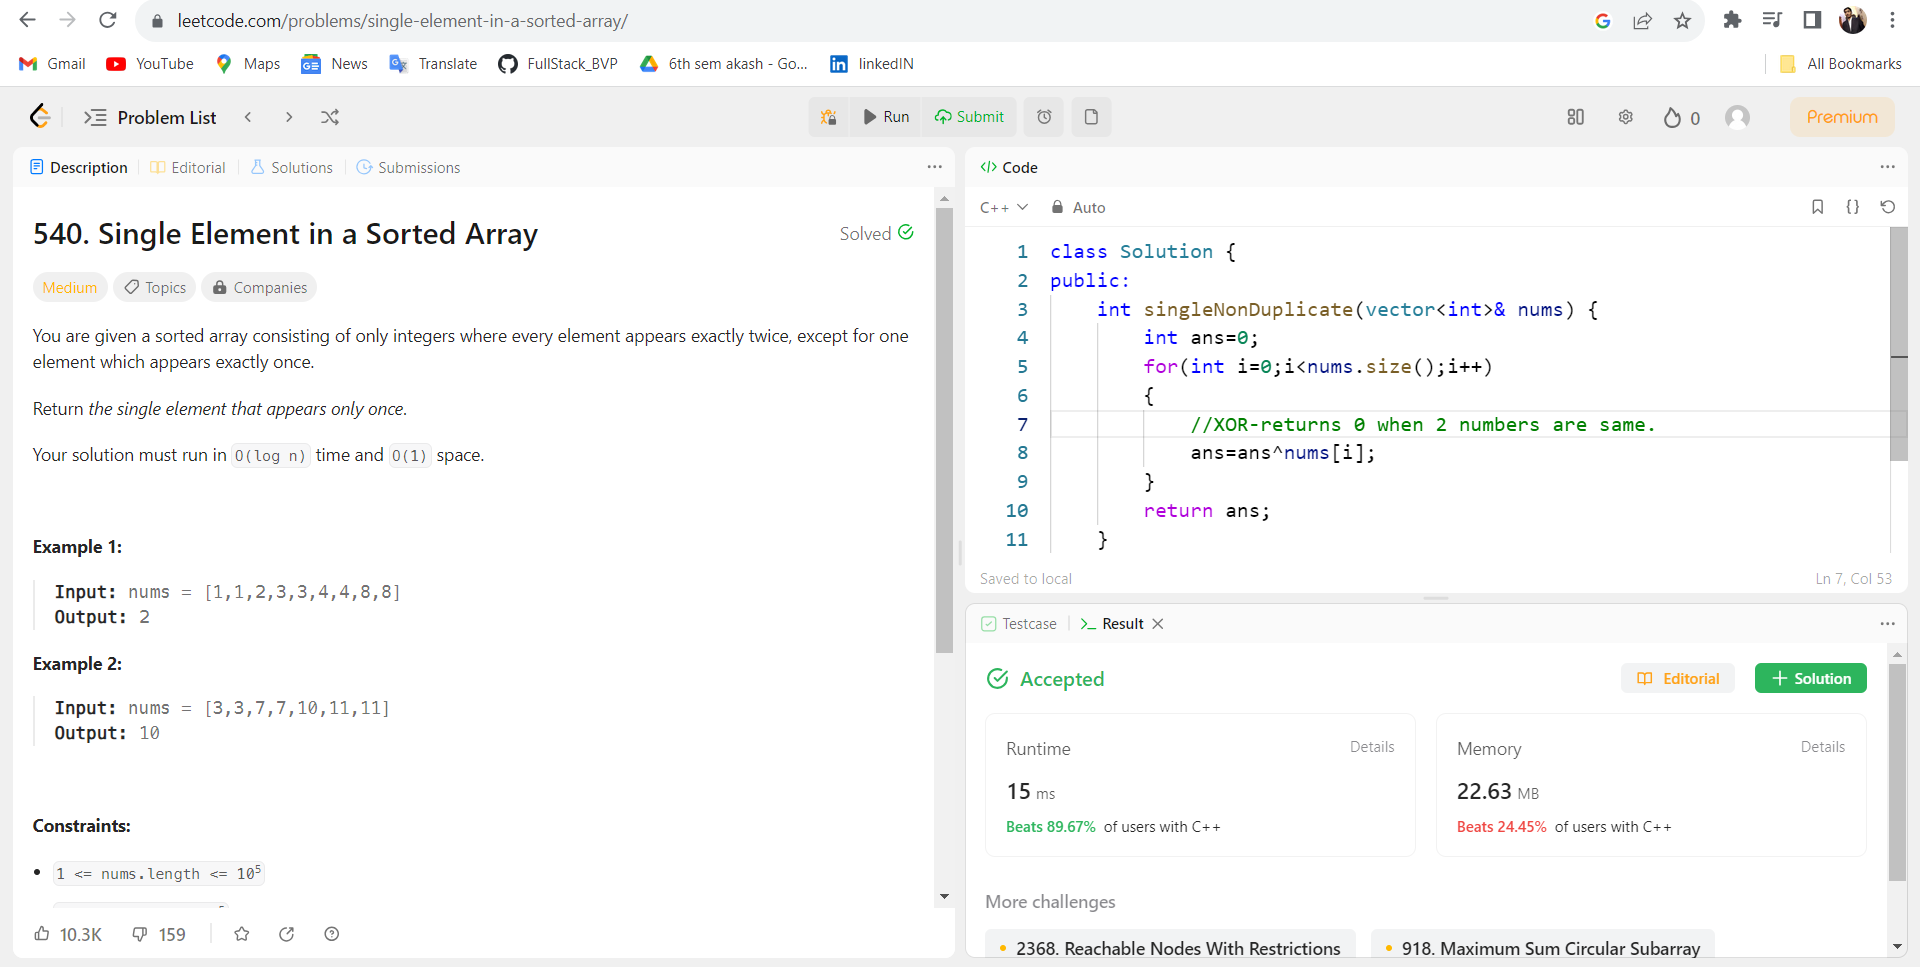 leetcode.com/problems/single-element-in-a-sorted-array/
Gmail YouTube Maps News Translate FullStack_BVP 6th sem akash - Go... linkedIN All Bookmarks
Problem List Run Submit 0 Premium
Description Editorial Solutions Submissions
540. Single Element in a Sorted Array
Solved
Medium Topics Companies
You are given a sorted array consisting of only integers where every element appears exactly twice, except for one
element which appears exactly once.
Return the single element that appears only once.
Your solution must run in O(log n) time and O(1) space.
Example 1:
Input: nums = [1,1,2,3,3,4,4,8,8]
Output: 2
Example 2:
Input: nums = [3,3,7,7,10,11,11]
Output: 10
Constraints:
1 <= nums.length <= 10⁵
10.3K 159
</> Code
C++ Auto
1 class Solution {
2 public:
3 int singleNonDuplicate(vector<int>& nums) {
4 int ans=0;
5 for(int i=0;i<nums.size();i++)
6 {
7 //XOR-returns 0 when 2 numbers are same.
8 ans=ans^nums[i];
9 }
10 return ans;
11 }
Saved to local Ln 7, Col 53
Testcase >_ Result
Accepted Editorial + Solution
Runtime Details
15 ms
Beats 89.67% of users with C++
Memory Details
22.63 MB
Beats 24.45% of users with C++
More challenges
2368. Reachable Nodes With Restrictions 918. Maximum Sum Circular Subarray